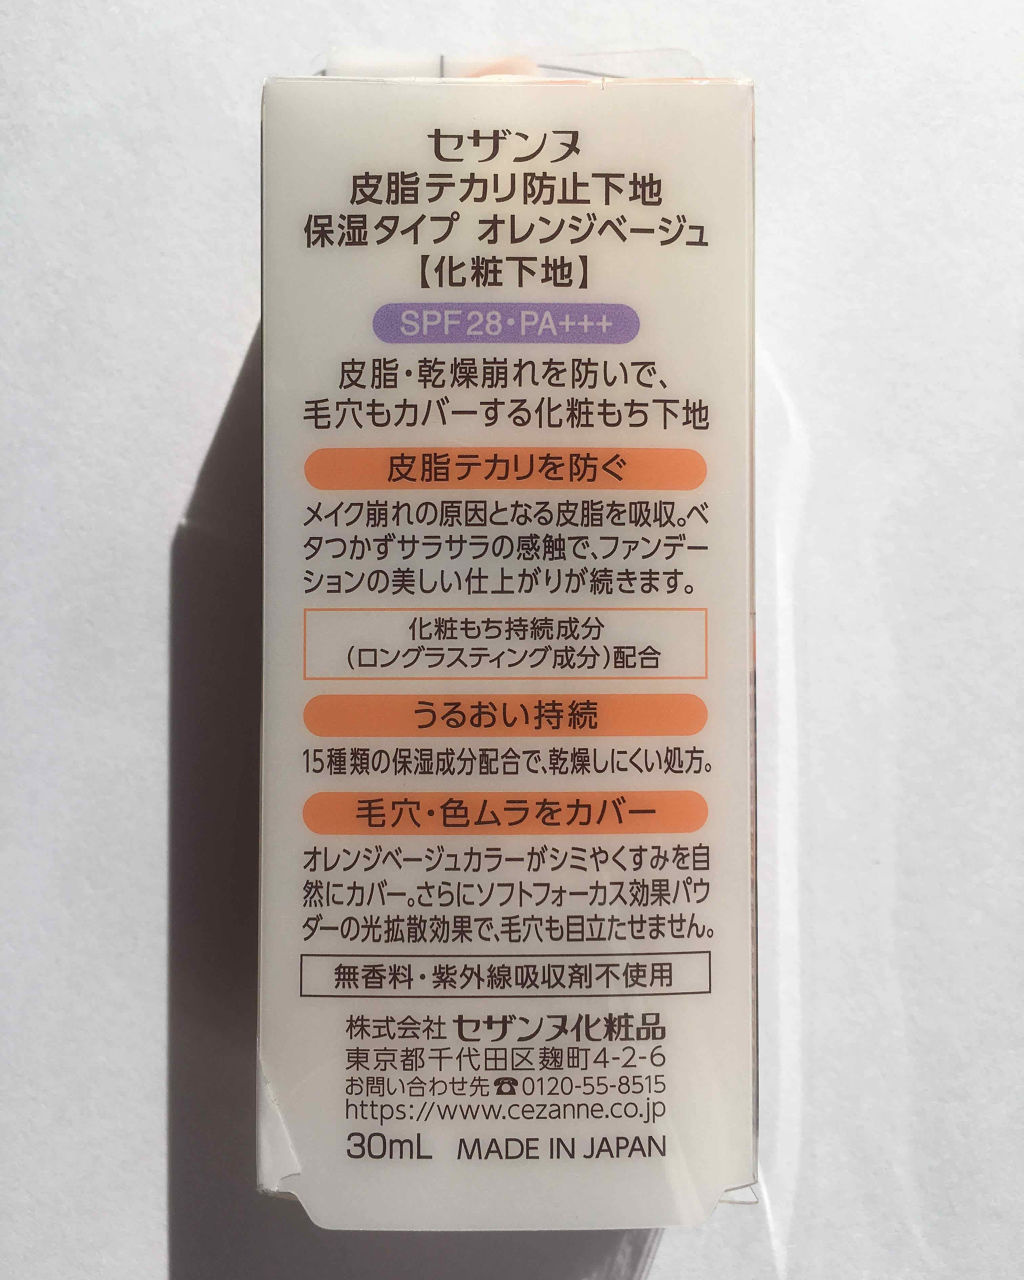 セザンヌ
皮脂テカリ防止下地
保湿タイプ オレンジベージュ
【化粧下地】
SPF28・PA+++
皮脂・乾燥崩れを防いで、
毛穴もカバーする化粧もち下地
皮脂テカリを防ぐ
メイク崩れの原因となる皮脂を吸収。ベ
タつかずサラサラの感触で、ファンデー
ションの美しい仕上がりが続きます。
化粧もち持続成分
(ロングラスティング成分)配合
うるおい持続
15種類の保湿成分配合で、乾燥しにくい処方。
毛穴・色ムラをカバー
オレンジベージュカラーがシミやくすみを自
然にカバー。さらにソフトフォーカス効果パウ
ダーの光拡散効果で、毛穴も目立たせません。
無香料・紫外線吸収剤不使用
株式会社 セザンヌ化粧品
東京都千代田区麹町4-2-6
お問い合わせ先☎0120-55-8515
https://www.cezanne.co.jp
30mL MADE IN JAPAN